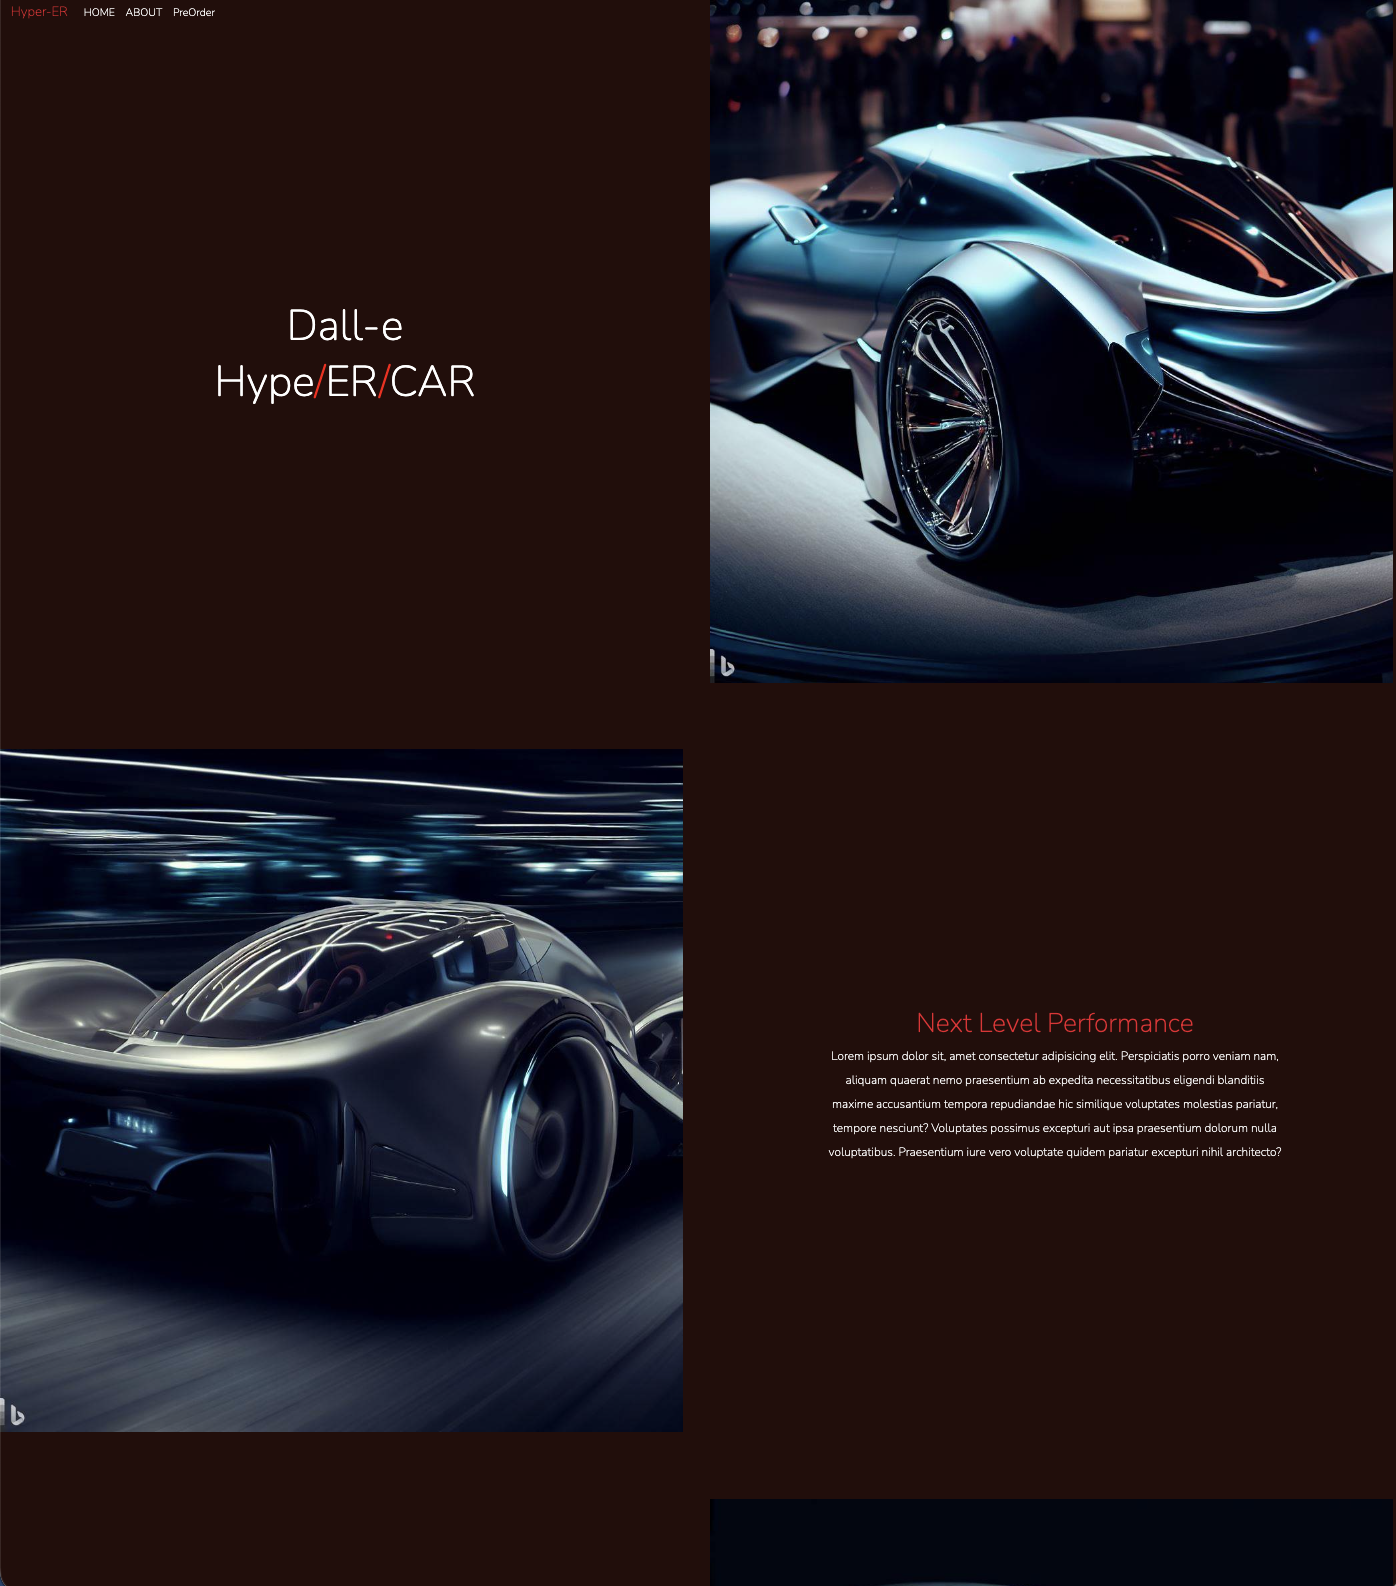 Hyper-ER HOME ABOUT PreOrder
Dall-e
Hype/ER/CAR
Next Level Performance
Lorem ipsum dolor sit, amet consectetur adipisicing elit. Perspiciatis porro veniam nam,
aliquam quaerat nemo praesentium ab expedita necessitatibus eligendi blanditiis
maxime accusantium tempora repudiandae hic similique voluptates molestias pariatur,
tempore nesciunt? Voluptates possimus excepturi aut ipsa praesentium dolorum nulla
voluptatibus. Praesentium iure vero voluptate quidem pariatur excepturi nihil architecto?